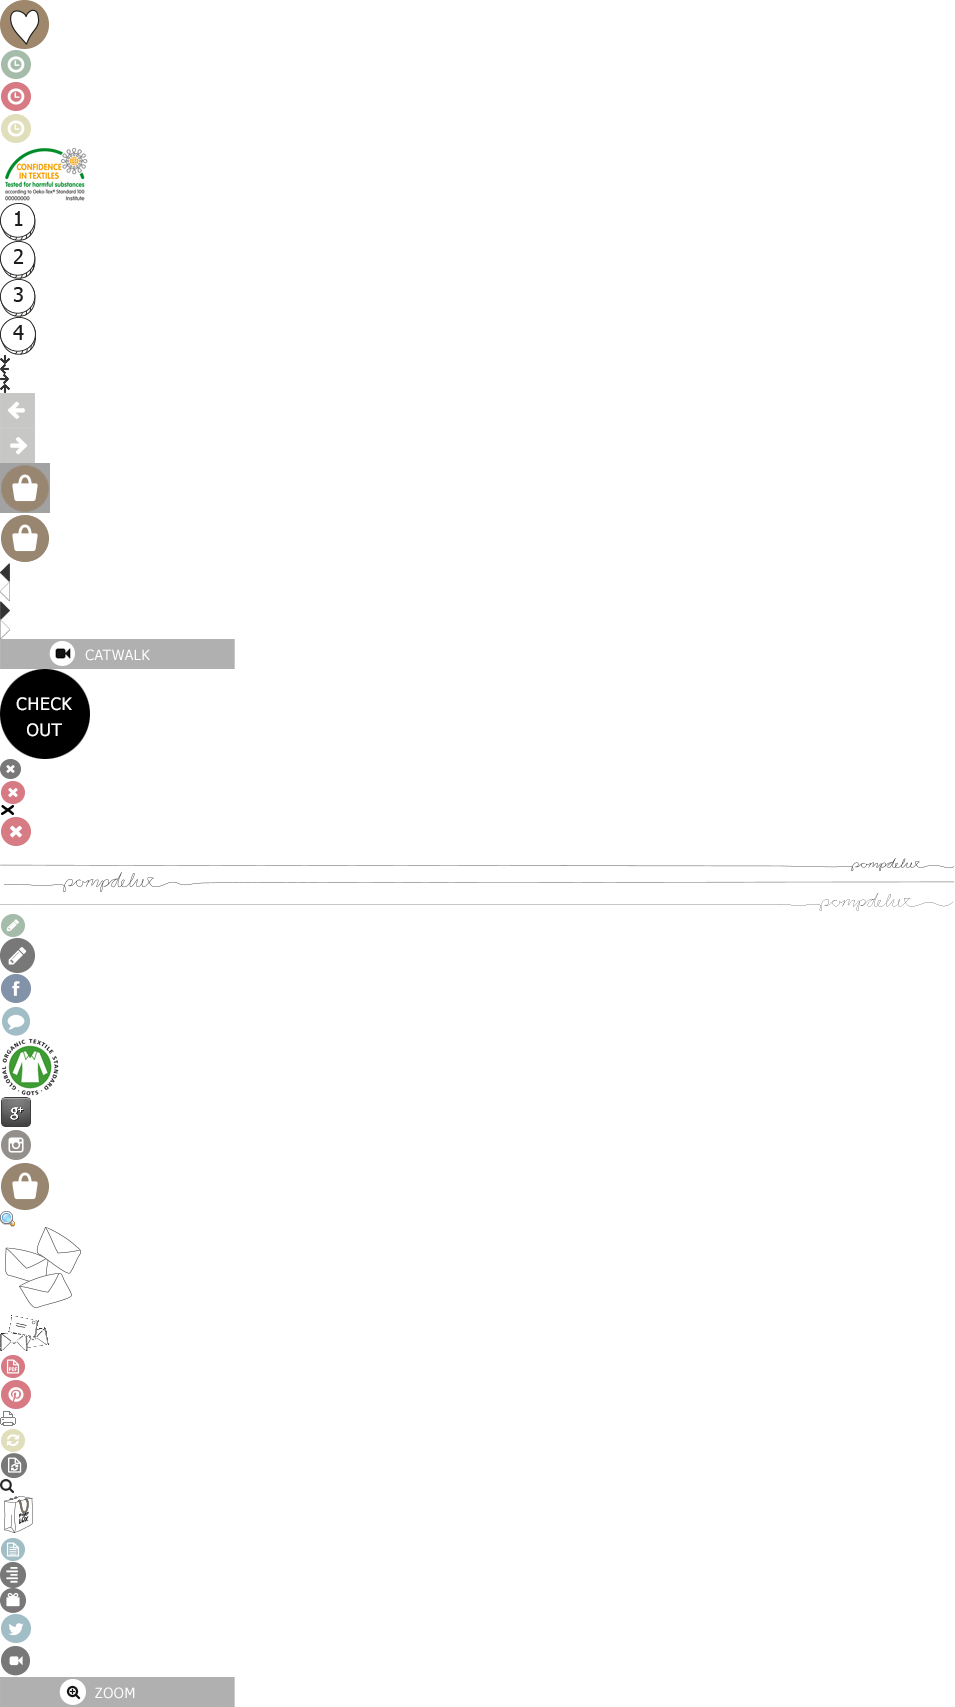 CONFIDENCE
IN TEXTILES
Tested for harmful substances
according to Oeko-Tex® Standard 100
00000000 Institute
1
2
3
4
CATWALK
CHECK
OUT
pompdelux
pompdelux
pompdelux
f
GLOBAL ORGANIC TEXTILE STANDARD · GOTS ·
g+
PDF
ZOOM